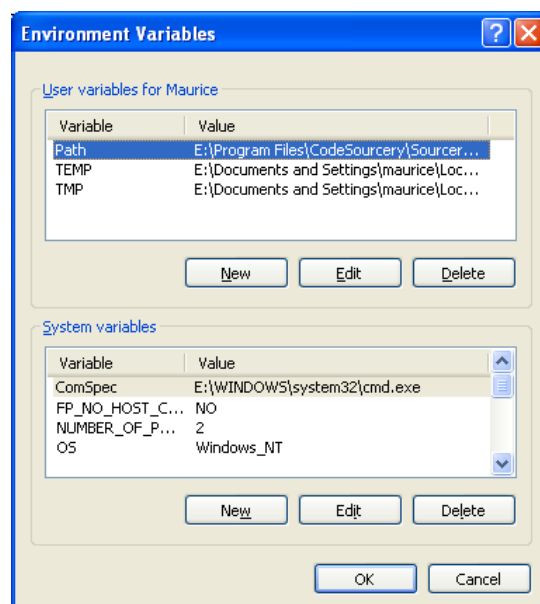 Environment Variables
User variables for Maurice
Variable Value
Path E:\Program Files\CodeSourcery\Sourcer...
TEMP E:\Documents and Settings\maurice\Loc...
TMP E:\Documents and Settings\maurice\Loc...
New Edit Delete
System variables
Variable Value
ComSpec E:\WINDOWS\system32\cmd.exe
FP_NO_HOST_C... NO
NUMBER_OF_P... 2
OS Windows_NT
New Edit Delete
OK Cancel